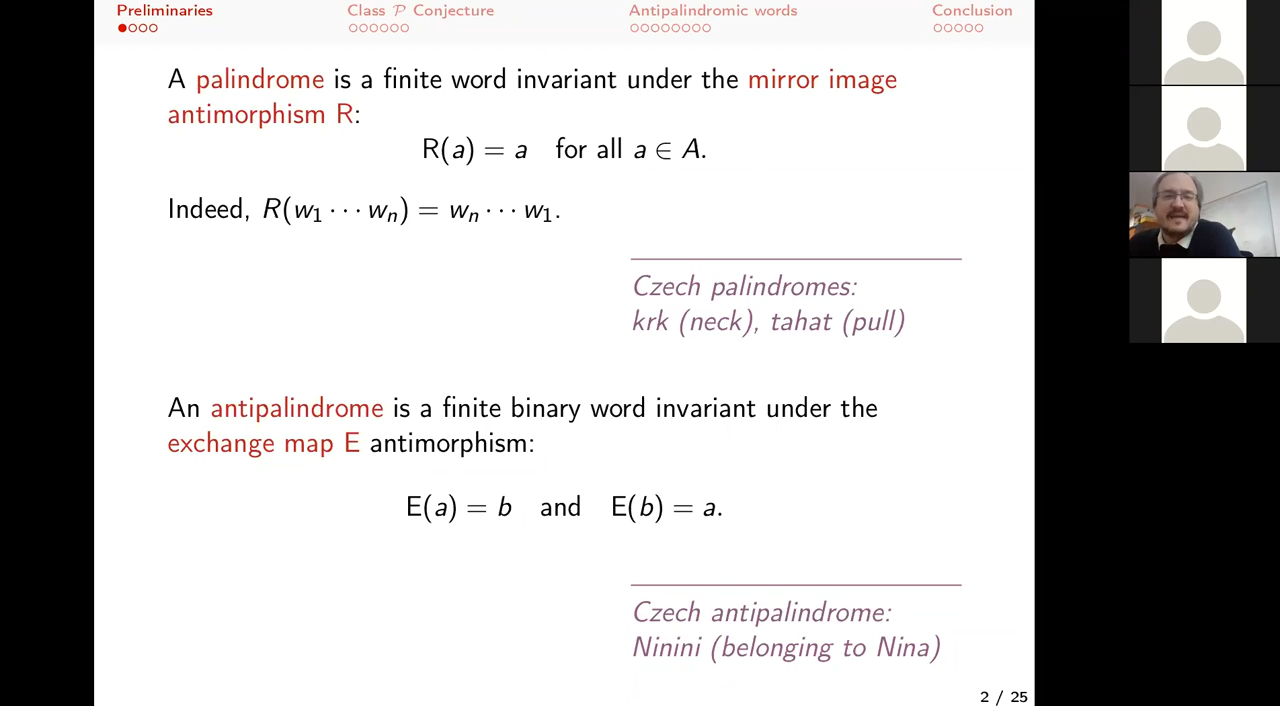 Preliminaries
Class P Conjecture
Antipalindromic words
Conclusion
A palindrome is a finite word invariant under the mirror image
antimorphism R:
R(a) = a for all a ∈ A.
Indeed, R(w₁ ··· wₙ) = wₙ ··· w₁.
Czech palindromes:
krk (neck), tahat (pull)
An antipalindrome is a finite binary word invariant under the
exchange map E antimorphism:
E(a) = b and E(b) = a.
Czech antipalindrome:
Ninini (belonging to Nina)
2 / 25